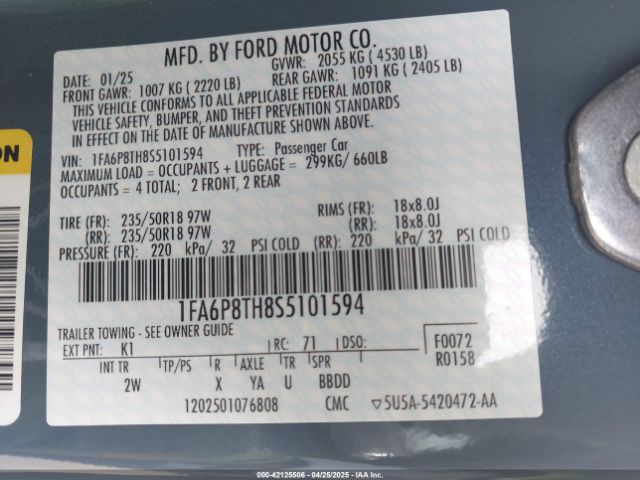 MFD. BY FORD MOTOR CO.
DATE: 01/25 GVWR: 2055 KG ( 4530 LB)
FRONT GAWR: 1007 KG ( 2220 LB) REAR GAWR: 1091 KG ( 2405 LB)
THIS VEHICLE CONFORMS TO ALL APPLICABLE FEDERAL MOTOR
VEHICLE SAFETY, BUMPER, AND THEFT PREVENTION STANDARDS
IN EFFECT ON THE DATE OF MANUFACTURE SHOWN ABOVE.
VIN: 1FA6P8TH8S5101594 TYPE: Passenger Car
MAXIMUM LOAD = OCCUPANTS + LUGGAGE = 299KG/ 660LB
OCCUPANTS = 4 TOTAL; 2 FRONT, 2 REAR
TIRE (FR): 235/50R18 97W RIMS (FR): 18x8.0J
(RR): 235/50R18 97W (RR): 18x8.0J
PRESSURE (FR): 220 kPa/ 32 PSI COLD (RR): 220 kPa/ 32 PSI COLD
1FA6P8TH8S5101594
TRAILER TOWING - SEE OWNER GUIDE
EXT PNT: K1 RC: 71 DSO: F0072
R0158
INT TR TP/PS R AXLE TR SPR
2W X YA U BBDD
1202501076808 CMC ▽5U5A-5420472-AA
ON
000-42125506 - 04/25/2025 - IAA Inc.